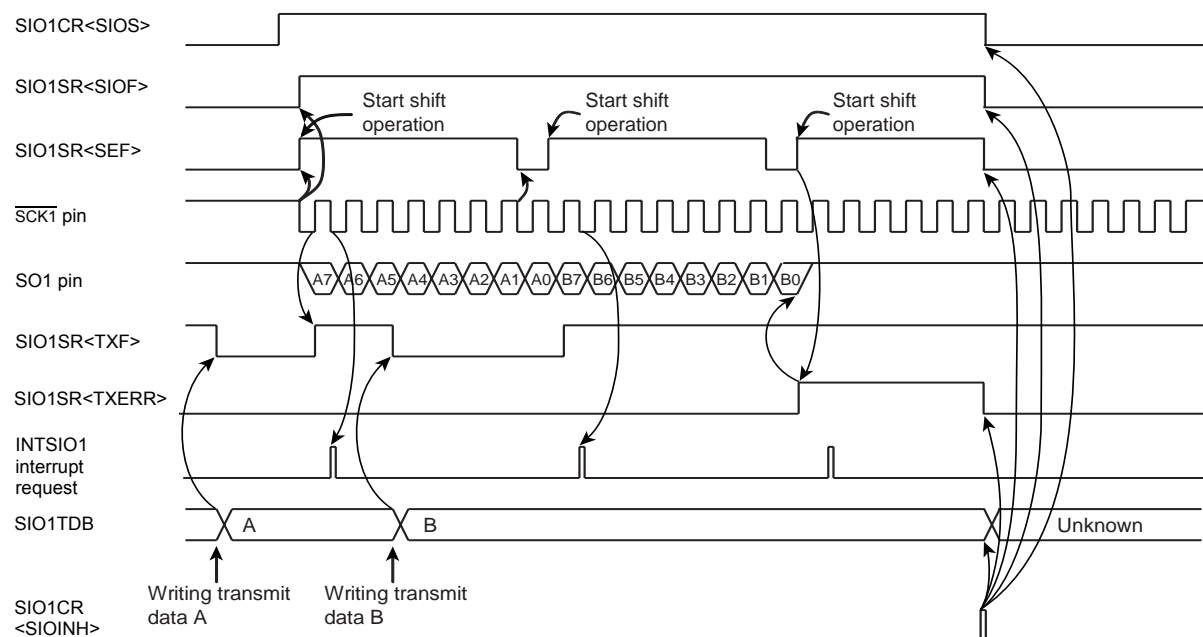 SIO1CR<SIOS>
SIO1SR<SIOF>
Start shift
operation
Start shift
operation
Start shift
operation
SIO1SR<SEF>
SCK1 pin
SO1 pin
A7 A6 A5 A4 A3 A2 A1 A0 B7 B6 B5 B4 B3 B2 B1 B0
SIO1SR<TXF>
SIO1SR<TXERR>
INTSIO1
interrupt
request
SIO1TDB
A
B
Unknown
Writing transmit
data A
Writing transmit
data B
SIO1CR
<SIOINH>